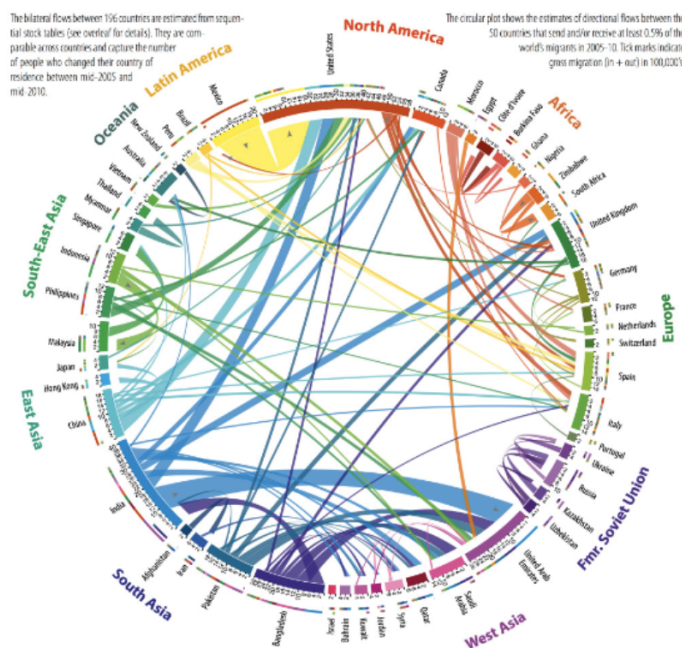 The bilateral flows between 196 countries are estimated from sequen-
tial stock tables (see overleaf for details). They are com-
parable across countries and capture the number
of people who changed their country of
residence between mid-2005 and
mid-2010.
The circular plot shows the estimates of directional flows between the
50 countries that send and/or receive at least 0.5% of the
world's migrants in 2005-10. Tick marks indicate
gross migration (in + out) in 100,000's
North America
United States
Canada
Africa
Morocco
Egypt
Côte d'Ivoire
Burkina Faso
Ghana
Nigeria
Zimbabwe
South Africa
Europe
United Kingdom
Germany
France
Netherlands
Switzerland
Spain
Italy
Portugal
Fmr. Soviet Union
Ukraine
Russia
Kazakhstan
Uzbekistan
West Asia
United Arab
Emirates
Saudi
Arabia
Qatar
Syria
Jordan
Kuwait
Bahrain
Israel
South Asia
Bangladesh
Pakistan
Iran
Afghanistan
India
East Asia
China
Hong Kong
Japan
South-East Asia
Malaysia
Philippines
Indonesia
Singapore
Myanmar
Thailand
Vietnam
Oceania
Australia
New Zealand
Latin America
Peru
Brazil
Mexico